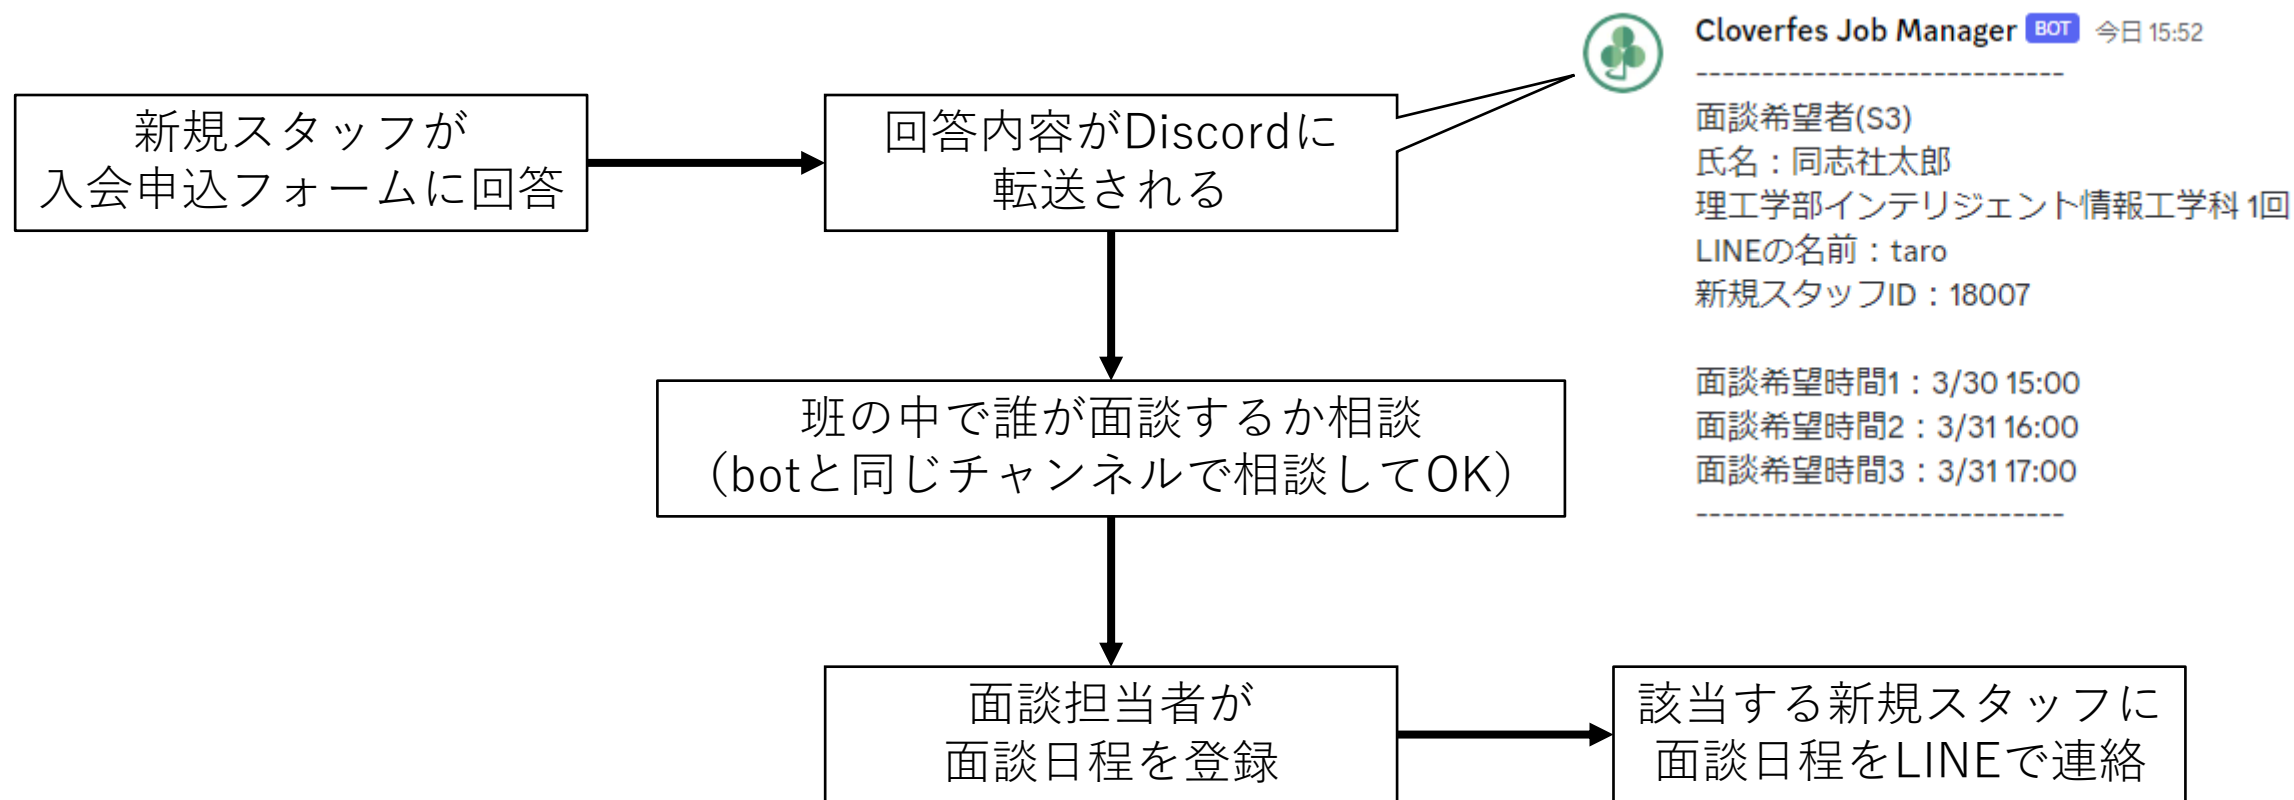 新規スタッフが
入会申込フォームに回答
回答内容がDiscordに
転送される
Cloverfes Job Manager BOT 今日 15:52
----------------------------
面談希望者(S3)
氏名：同志社太郎
理工学部インテリジェント情報工学科 1回
LINEの名前：taro
新規スタッフID：18007
面談希望時間1：3/30 15:00
面談希望時間2：3/31 16:00
面談希望時間3：3/31 17:00
----------------------------
班の中で誰が面談するか相談
（botと同じチャンネルで相談してOK）
面談担当者が
面談日程を登録
該当する新規スタッフに
面談日程をLINEで連絡